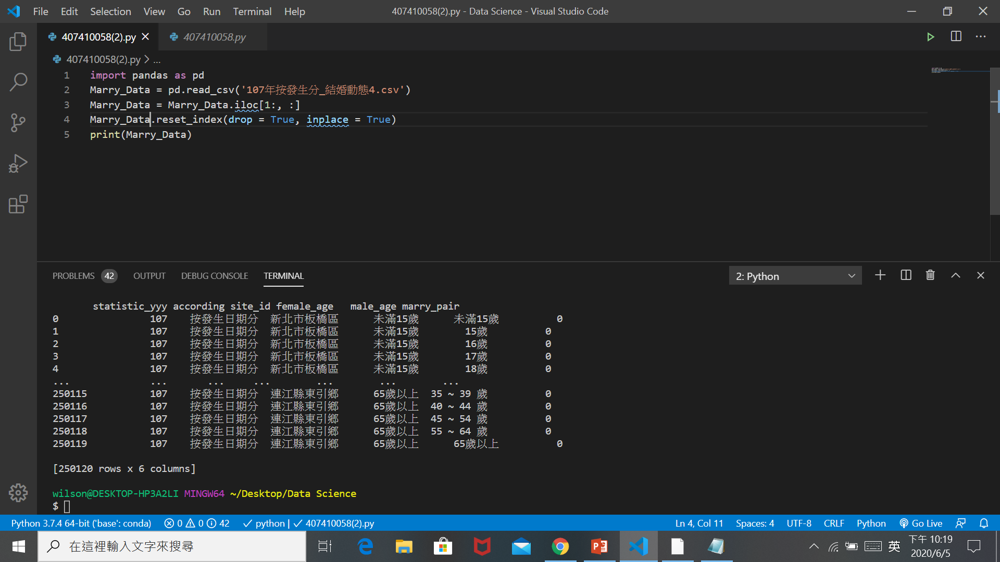 File Edit Selection View Go Run Terminal Help 407410058(2).py - Data Science - Visual Studio Code
407410058(2).py 407410058.py
407410058(2).py > ...
1 import pandas as pd
2 Marry_Data = pd.read_csv('107年按發生分_結婚動態4.csv')
3 Marry_Data = Marry_Data.iloc[1:, :]
4 Marry_Data.reset_index(drop = True, inplace = True)
5 print(Marry_Data)
PROBLEMS 42 OUTPUT DEBUG CONSOLE TERMINAL 2: Python
statistic_yyy according site_id female_age male_age marry_pair
0 107 按發生日期分 新北市板橋區 未滿15歲 未滿15歲 0
1 107 按發生日期分 新北市板橋區 未滿15歲 15歲 0
2 107 按發生日期分 新北市板橋區 未滿15歲 16歲 0
3 107 按發生日期分 新北市板橋區 未滿15歲 17歲 0
4 107 按發生日期分 新北市板橋區 未滿15歲 18歲 0
... ... ... ... ... ... ...
250115 107 按發生日期分 連江縣東引鄉 65歲以上 35 ~ 39 歲 0
250116 107 按發生日期分 連江縣東引鄉 65歲以上 40 ~ 44 歲 0
250117 107 按發生日期分 連江縣東引鄉 65歲以上 45 ~ 54 歲 0
250118 107 按發生日期分 連江縣東引鄉 65歲以上 55 ~ 64 歲 0
250119 107 按發生日期分 連江縣東引鄉 65歲以上 65歲以上 0
[250120 rows x 6 columns]
wilson@DESKTOP-HP3A2LI MINGW64 ~/Desktop/Data Science
$
Python 3.7.4 64-bit ('base': conda) 0 0 42 python | 407410058(2).py Ln 4, Col 11 Spaces: 4 UTF-8 CRLF Python Go Live
在這裡輸入文字來搜尋 英 下午 10:19
2020/6/5